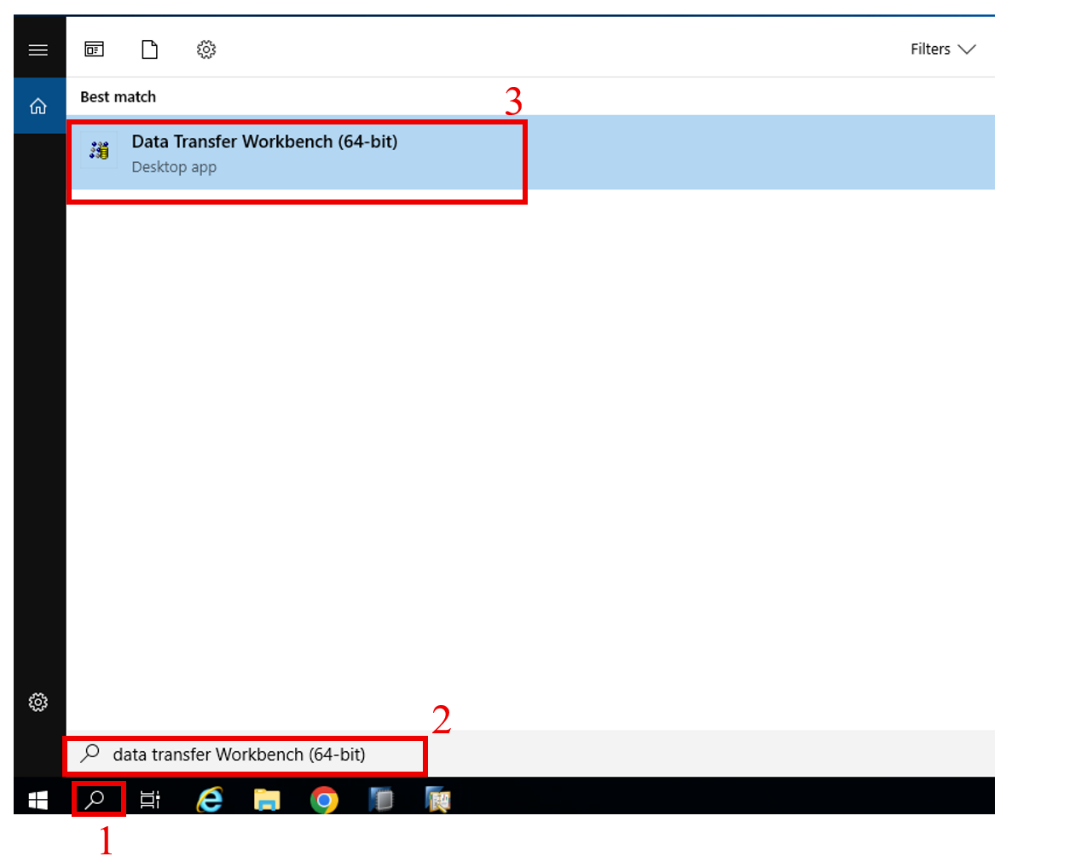 Filters
Best match
3
Data Transfer Workbench (64-bit)
Desktop app
2
data transfer Workbench (64-bit)
1